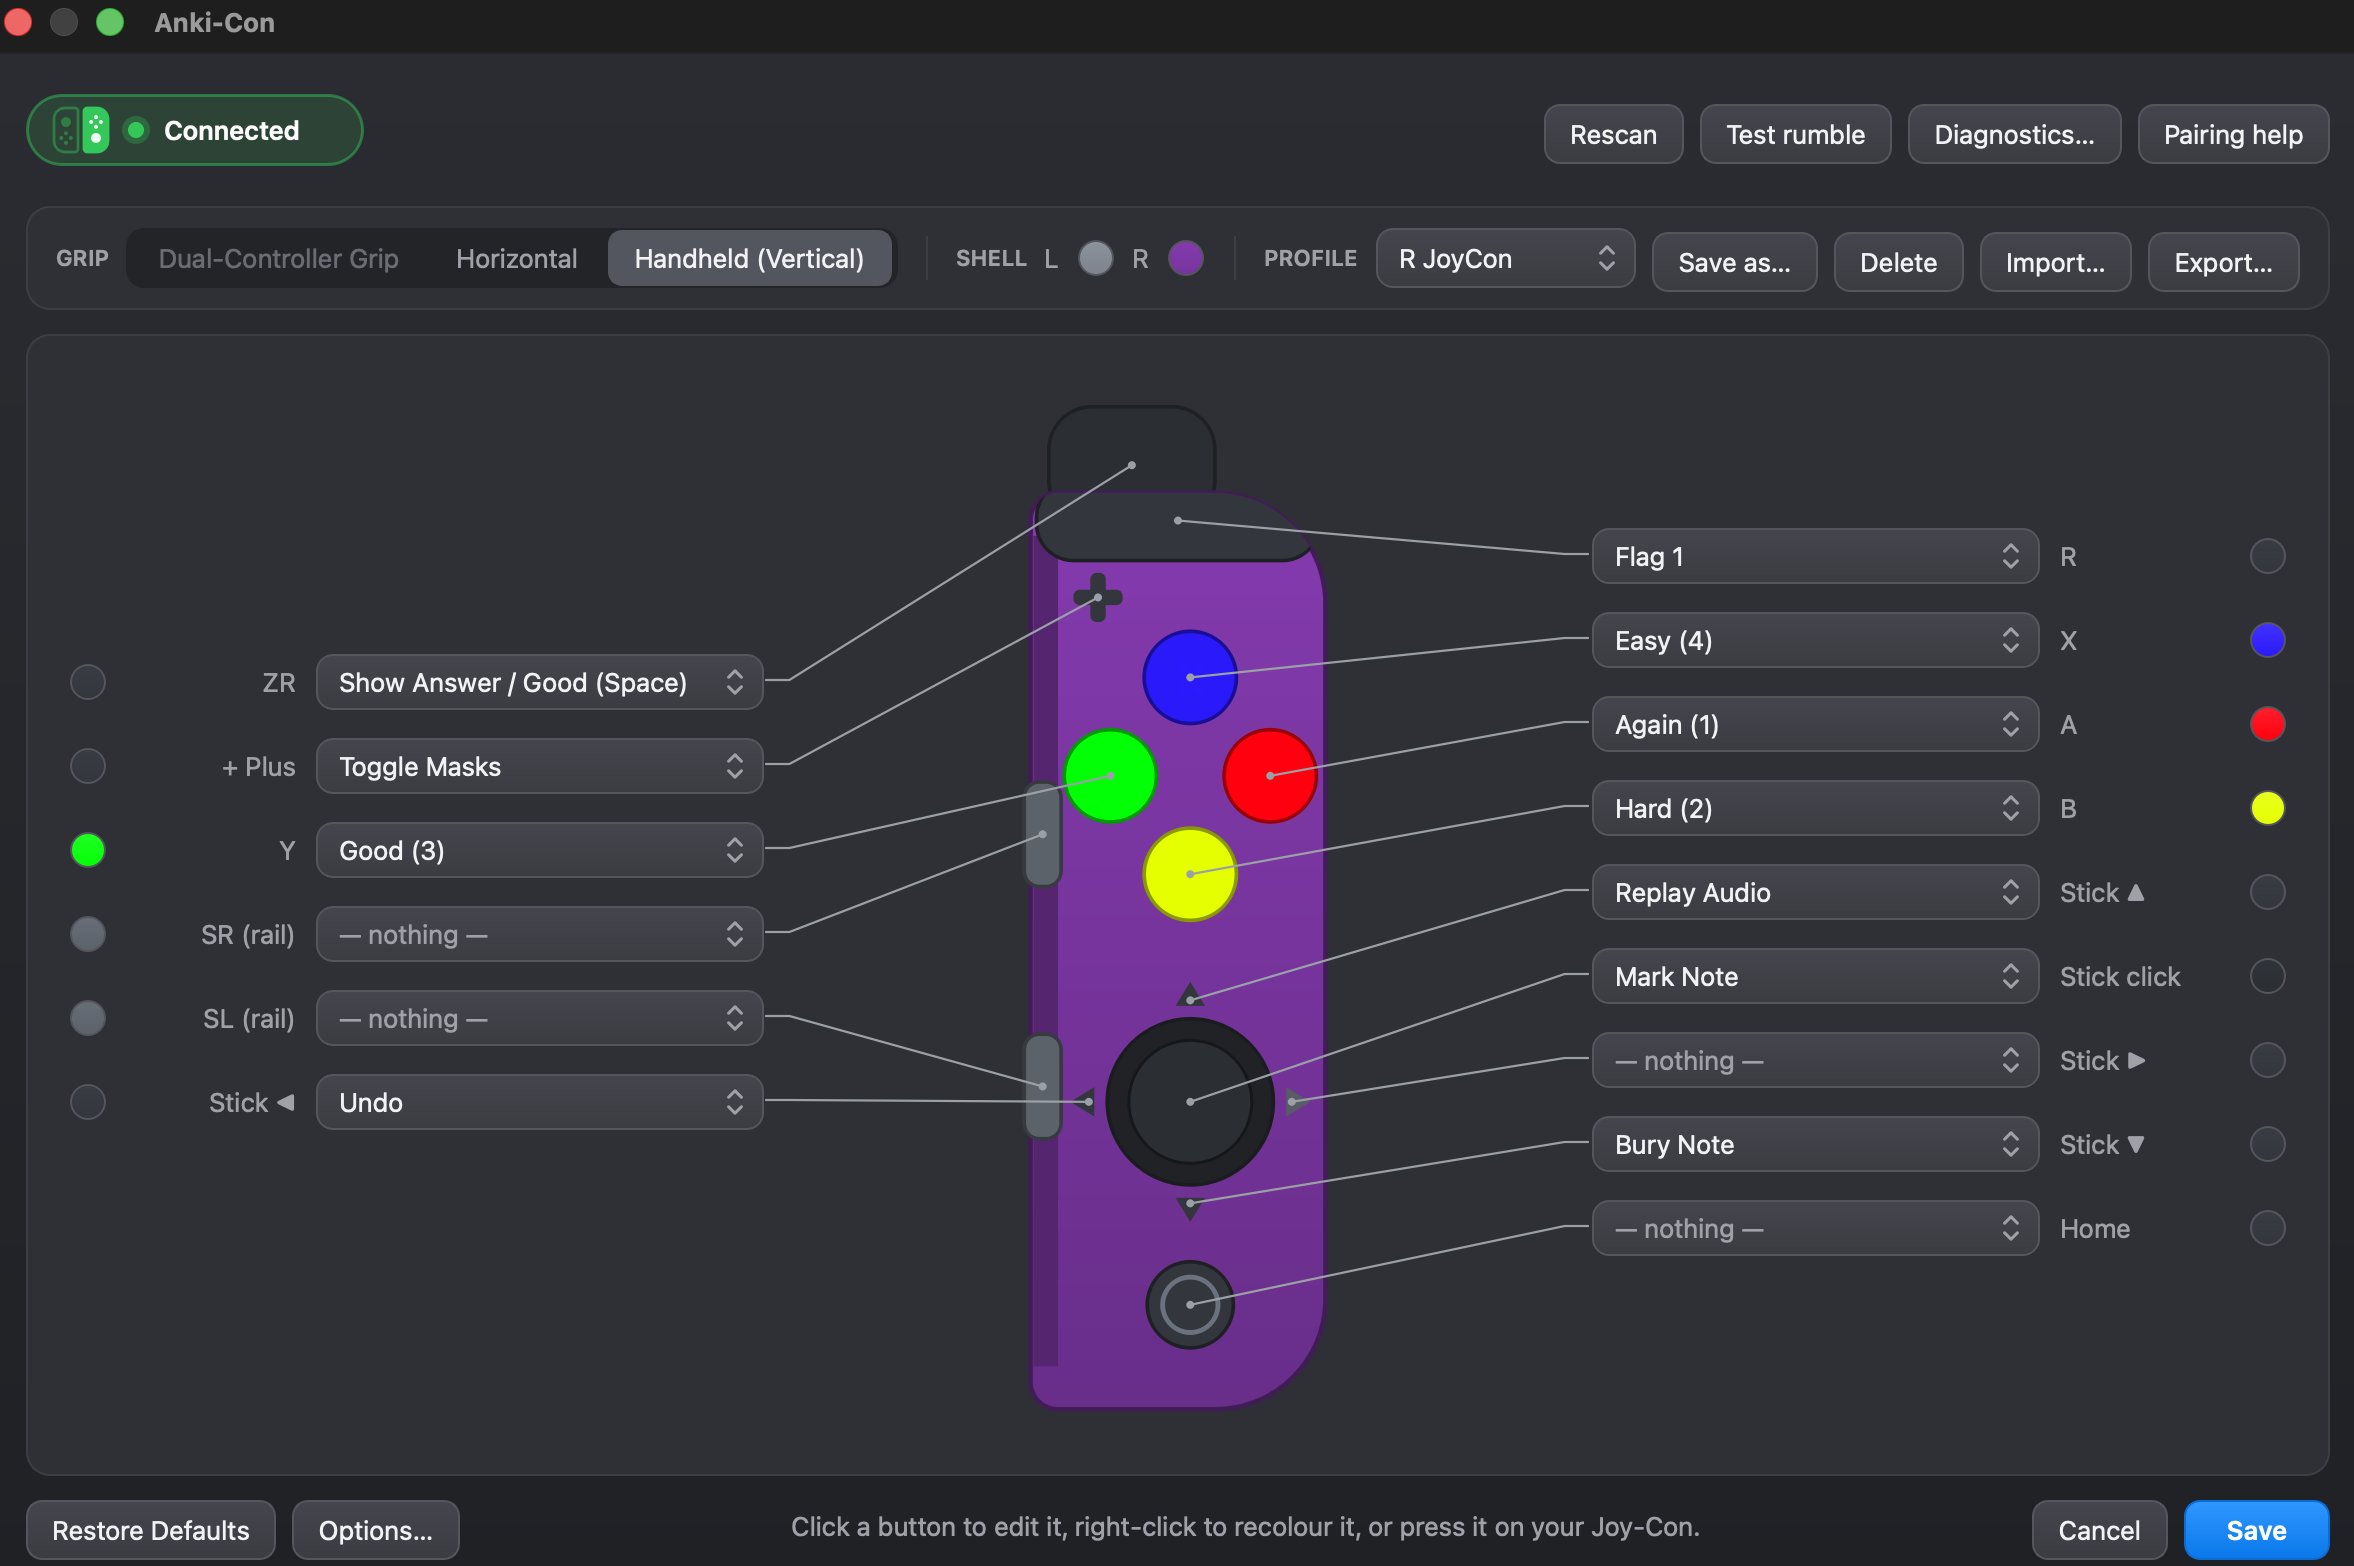 Anki-Con
Connected
Rescan
Test rumble
Diagnostics...
Pairing help
GRIP
Dual-Controller Grip
Horizontal
Handheld (Vertical)
SHELL L R
PROFILE
R JoyCon
Save as...
Delete
Import...
Export...
ZR
Show Answer / Good (Space)
+ Plus
Toggle Masks
Y
Good (3)
SR (rail)
— nothing —
SL (rail)
— nothing —
Stick ◀
Undo
Flag 1
R
Easy (4)
X
Again (1)
A
Hard (2)
B
Replay Audio
Stick ▲
Mark Note
Stick click
— nothing —
Stick ▶
Bury Note
Stick ▼
— nothing —
Home
Restore Defaults
Options...
Click a button to edit it, right-click to recolour it, or press it on your Joy-Con.
Cancel
Save